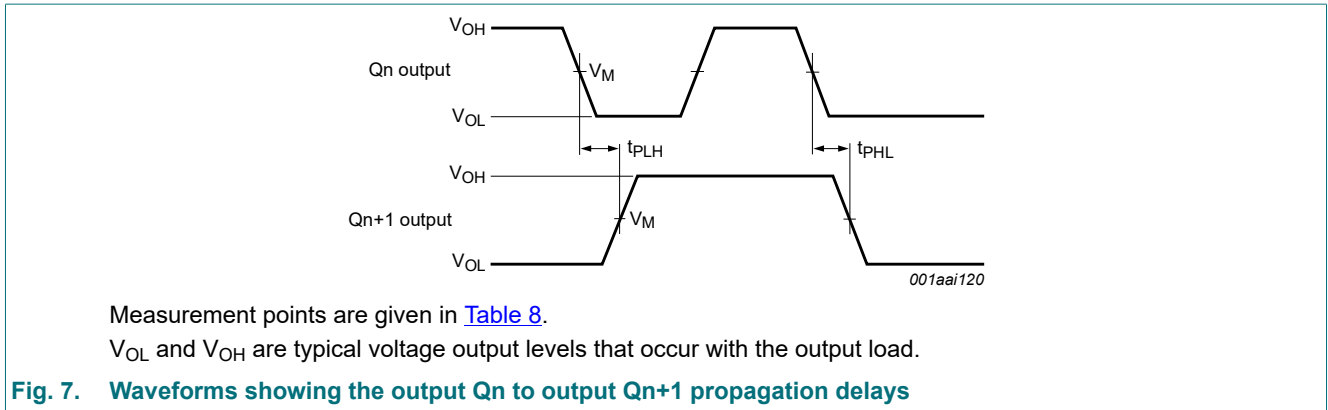 VOH
Qn output
VM
VOL
tPLH
tPHL
VOH
Qn+1 output
VM
VOL
001aai120
Measurement points are given in Table 8.
VOL and VOH are typical voltage output levels that occur with the output load.
Fig. 7. Waveforms showing the output Qn to output Qn+1 propagation delays